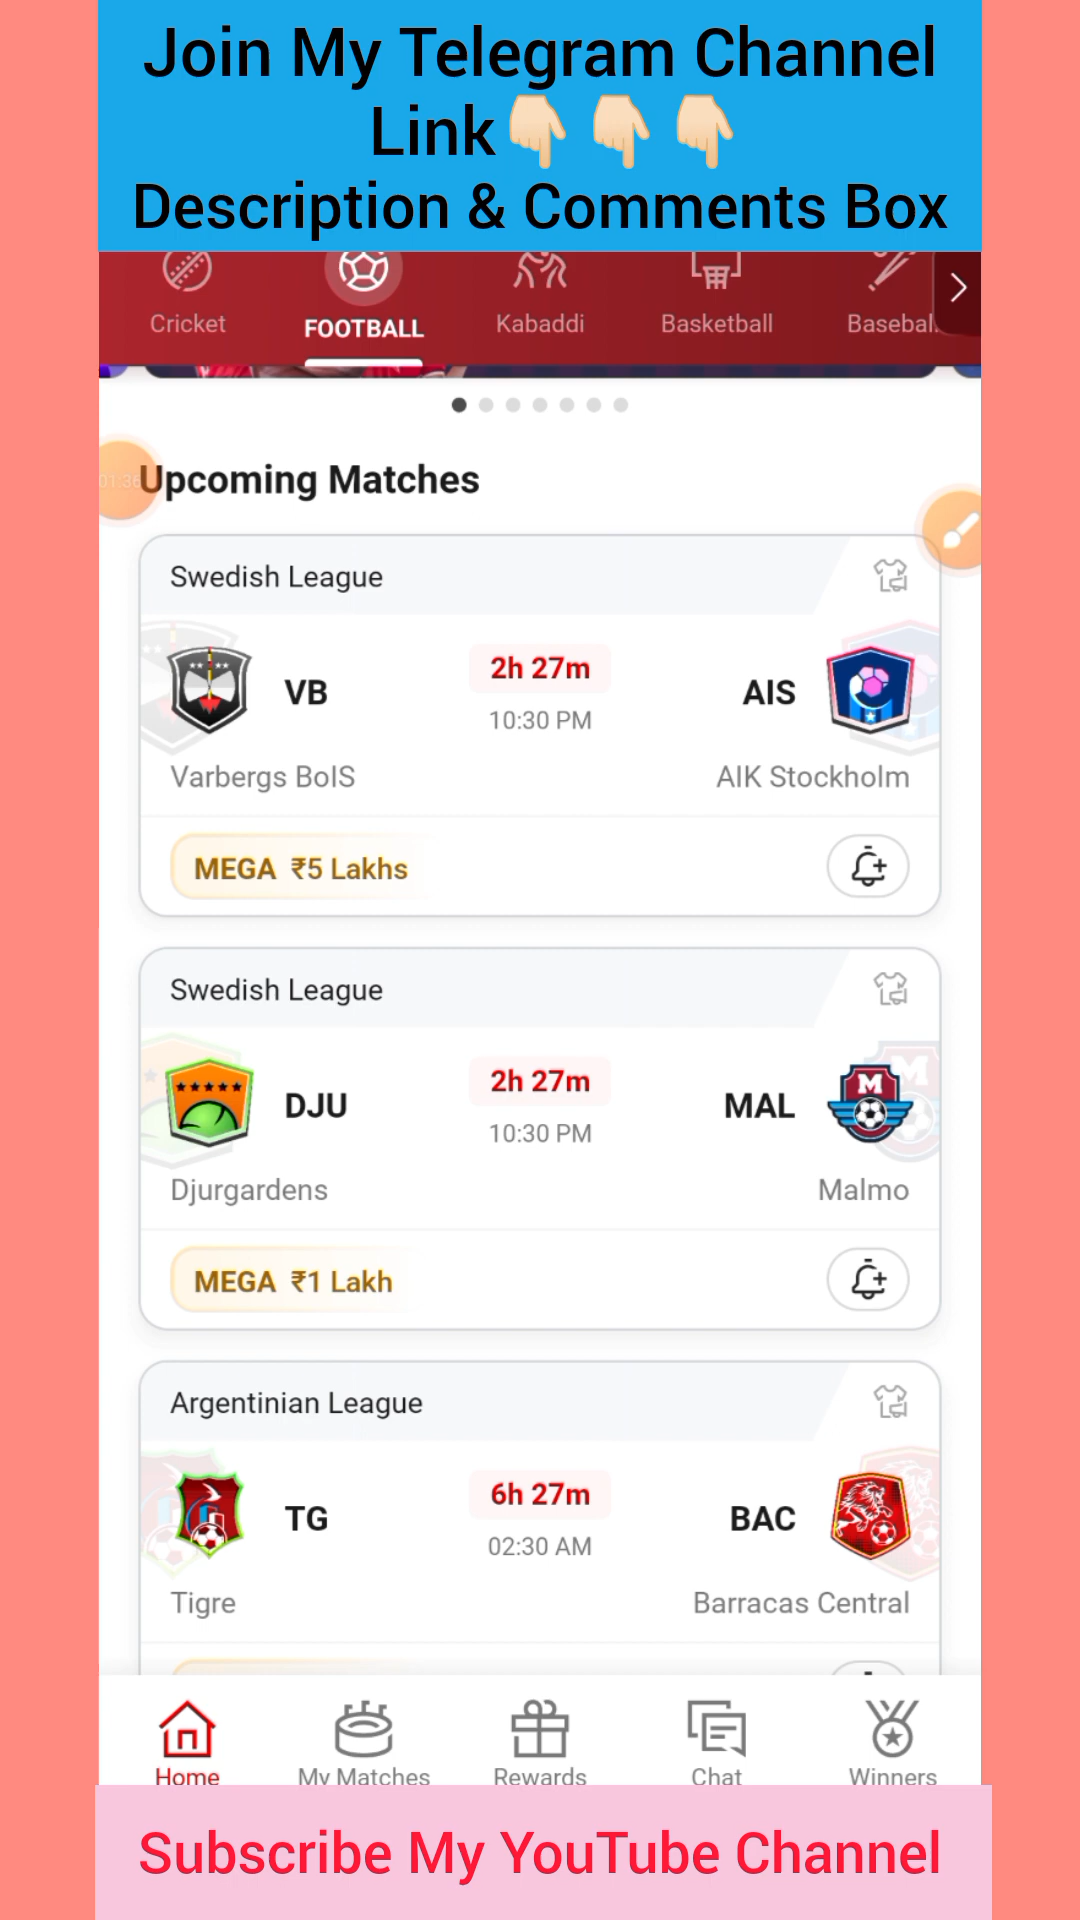 Join My Telegram Channel
Link👇🏻👇🏻👇🏻
Description & Comments Box
Cricket
FOOTBALL
Kabaddi
Basketball
Basebal
01:36
Upcoming Matches
Swedish League
VB
2h 27m
AIS
10:30 PM
Varbergs BoIS
AIK Stockholm
MEGA ₹5 Lakhs
Swedish League
DJU
2h 27m
MAL
10:30 PM
Djurgardens
Malmo
MEGA ₹1 Lakh
Argentinian League
TG
6h 27m
BAC
02:30 AM
Tigre
Barracas Central
Home
My Matches
Rewards
Chat
Winners
Subscribe My YouTube Channel